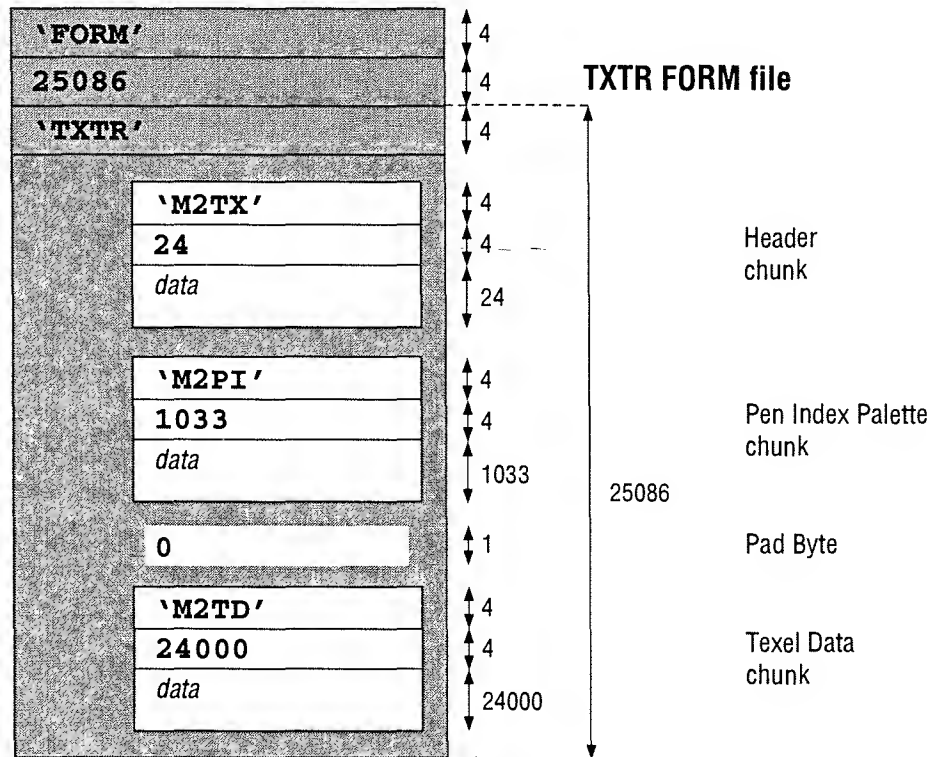 'FORM'
4
25086
4
TXTR FORM file
'TXTR'
4
'M2TX'
4
24
4
Header
chunk
data
24
'M2PI'
4
1033
4
Pen Index Palette
chunk
data
1033
25086
0
1
Pad Byte
'M2TD'
4
24000
4
Texel Data
chunk
data
24000